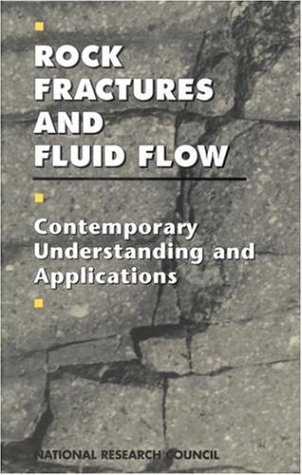 ROCK
FRACTURES
AND
FLUID FLOW
Contemporary
Understanding and
Applications
NATIONAL RESEARCH COUNCIL